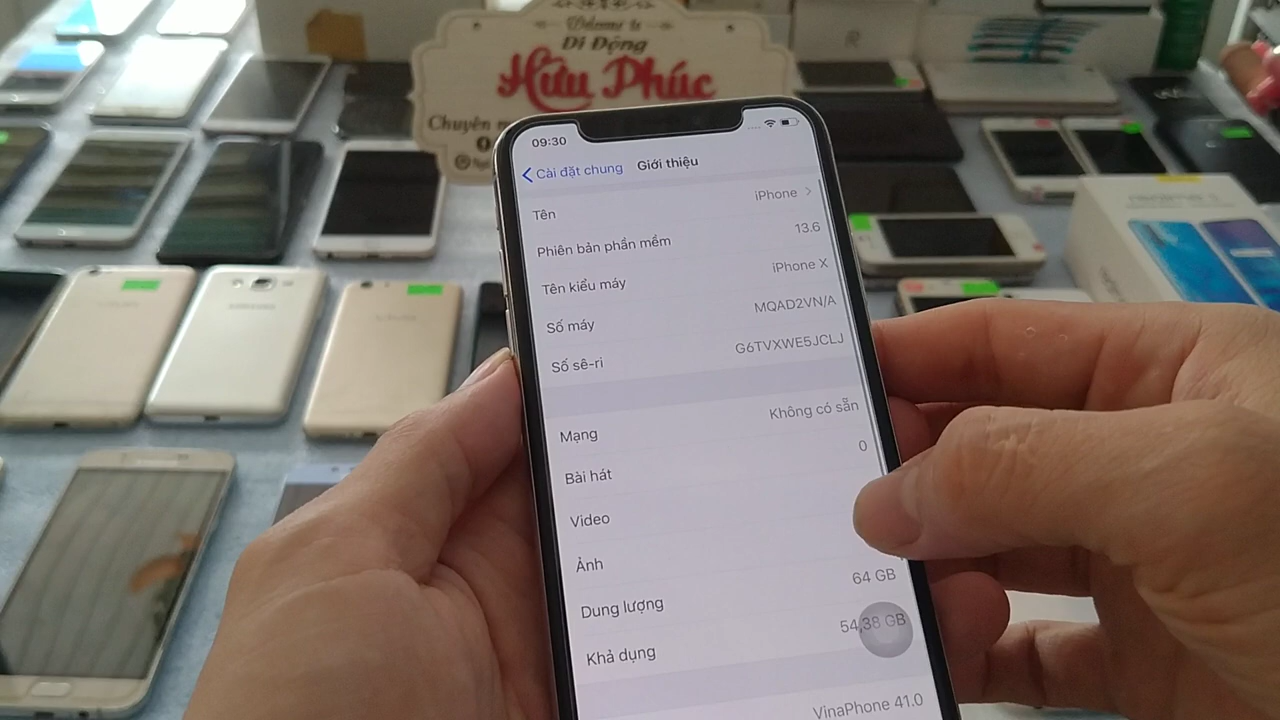 Welcome to
Di Động
Hữu Phúc
Chuyên
09:30
Cài đặt chung Giới thiệu
Tên iPhone
Phiên bản phần mềm 13.6
Tên kiểu máy iPhone X
Số máy MQAD2VN/A
Số sê-ri G6TVXWE5JCLJ
Mạng Không có sẵn
Bài hát 0
Video
Ảnh
Dung lượng 64 GB
Khả dụng 54,38 GB
VinaPhone 41.0
SAMSUNG